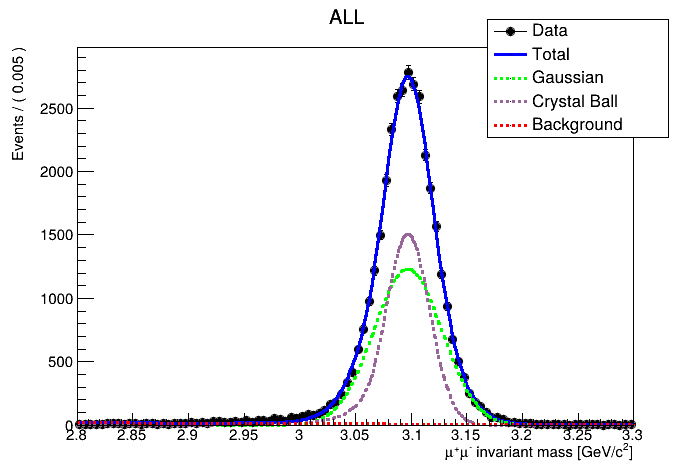 ALL
Data
Total
Gaussian
Crystal Ball
Background
Events / ( 0.005 )
2500
2000
1500
1000
500
0
2.8 2.85 2.9 2.95 3 3.05 3.1 3.15 3.2 3.25 3.3
μ⁺μ⁻ invariant mass [GeV/c²]